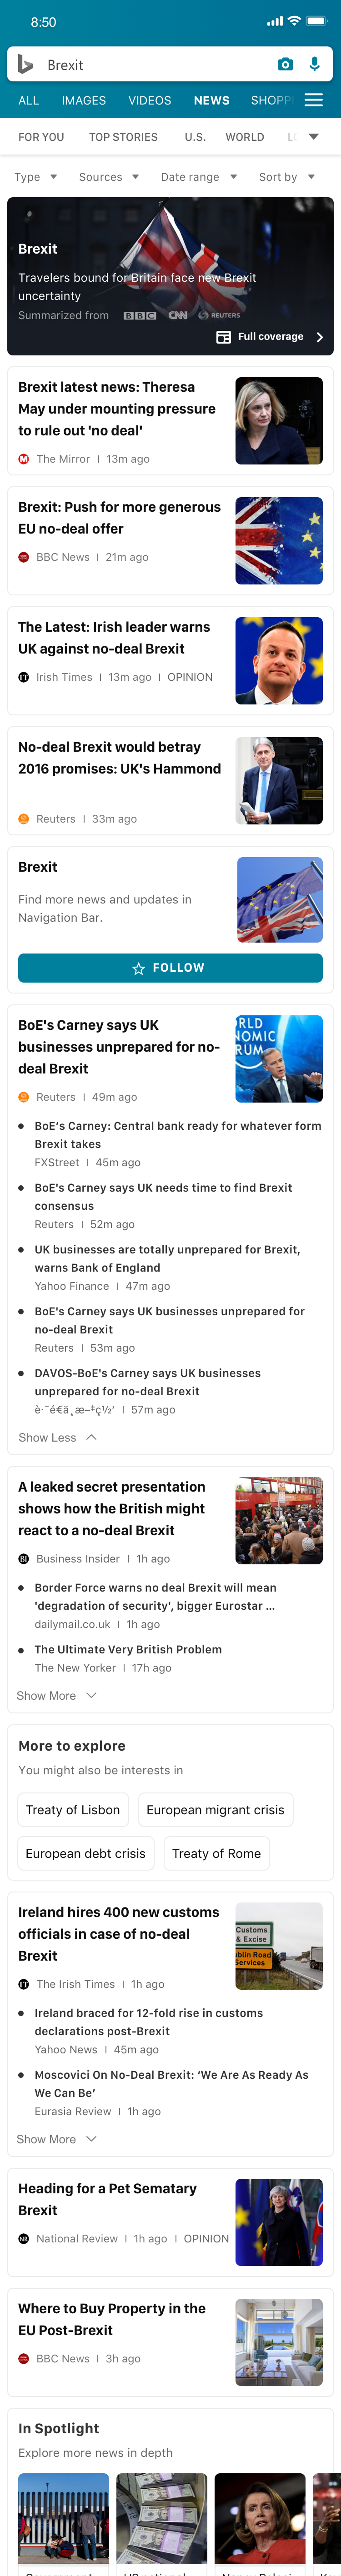 8:50
Brexit
ALL IMAGES VIDEOS NEWS SHOPP
FOR YOU TOP STORIES U.S. WORLD
Type Sources Date range Sort by
Brexit
Travelers bound for Britain face new Brexit
uncertainty
Summarized from BBC CNN REUTERS
Full coverage
Brexit latest news: Theresa
May under mounting pressure
to rule out 'no deal'
The Mirror | 13m ago
Brexit: Push for more generous
EU no-deal offer
BBC News | 21m ago
The Latest: Irish leader warns
UK against no-deal Brexit
Irish Times | 13m ago | OPINION
No-deal Brexit would betray
2016 promises: UK's Hammond
Reuters | 33m ago
Brexit
Find more news and updates in
Navigation Bar.
FOLLOW
BoE's Carney says UK
businesses unprepared for no-
deal Brexit
ORLD
NOMIC
RUM
Reuters | 49m ago
BoE's Carney: Central bank ready for whatever form
Brexit takes
FXStreet | 45m ago
BoE's Carney says UK needs time to find Brexit
consensus
Reuters | 52m ago
UK businesses are totally unprepared for Brexit,
warns Bank of England
Yahoo Finance | 47m ago
BoE's Carney says UK businesses unprepared for
no-deal Brexit
Reuters | 53m ago
DAVOS-BoE's Carney says UK businesses
unprepared for no-deal Brexit
è·¯é€ä¸­æ–‡ç½‘ | 57m ago
Show Less
A leaked secret presentation
shows how the British might
react to a no-deal Brexit
BI Business Insider | 1h ago
Border Force warns no deal Brexit will mean
'degradation of security', bigger Eurostar ...
dailymail.co.uk | 1h ago
The Ultimate Very British Problem
The New Yorker | 17h ago
Show More
More to explore
You might also be interests in
Treaty of Lisbon European migrant crisis
European debt crisis Treaty of Rome
Ireland hires 400 new customs
officials in case of no-deal
Brexit
Customs
& Excise
blin Road
Services
The Irish Times | 1h ago
Ireland braced for 12-fold rise in customs
declarations post-Brexit
Yahoo News | 45m ago
Moscovici On No-Deal Brexit: ‘We Are As Ready As
We Can Be’
Eurasia Review | 1h ago
Show More
Heading for a Pet Sematary
Brexit
NR National Review | 1h ago | OPINION
Where to Buy Property in the
EU Post-Brexit
BBC News | 3h ago
In Spotlight
Explore more news in depth